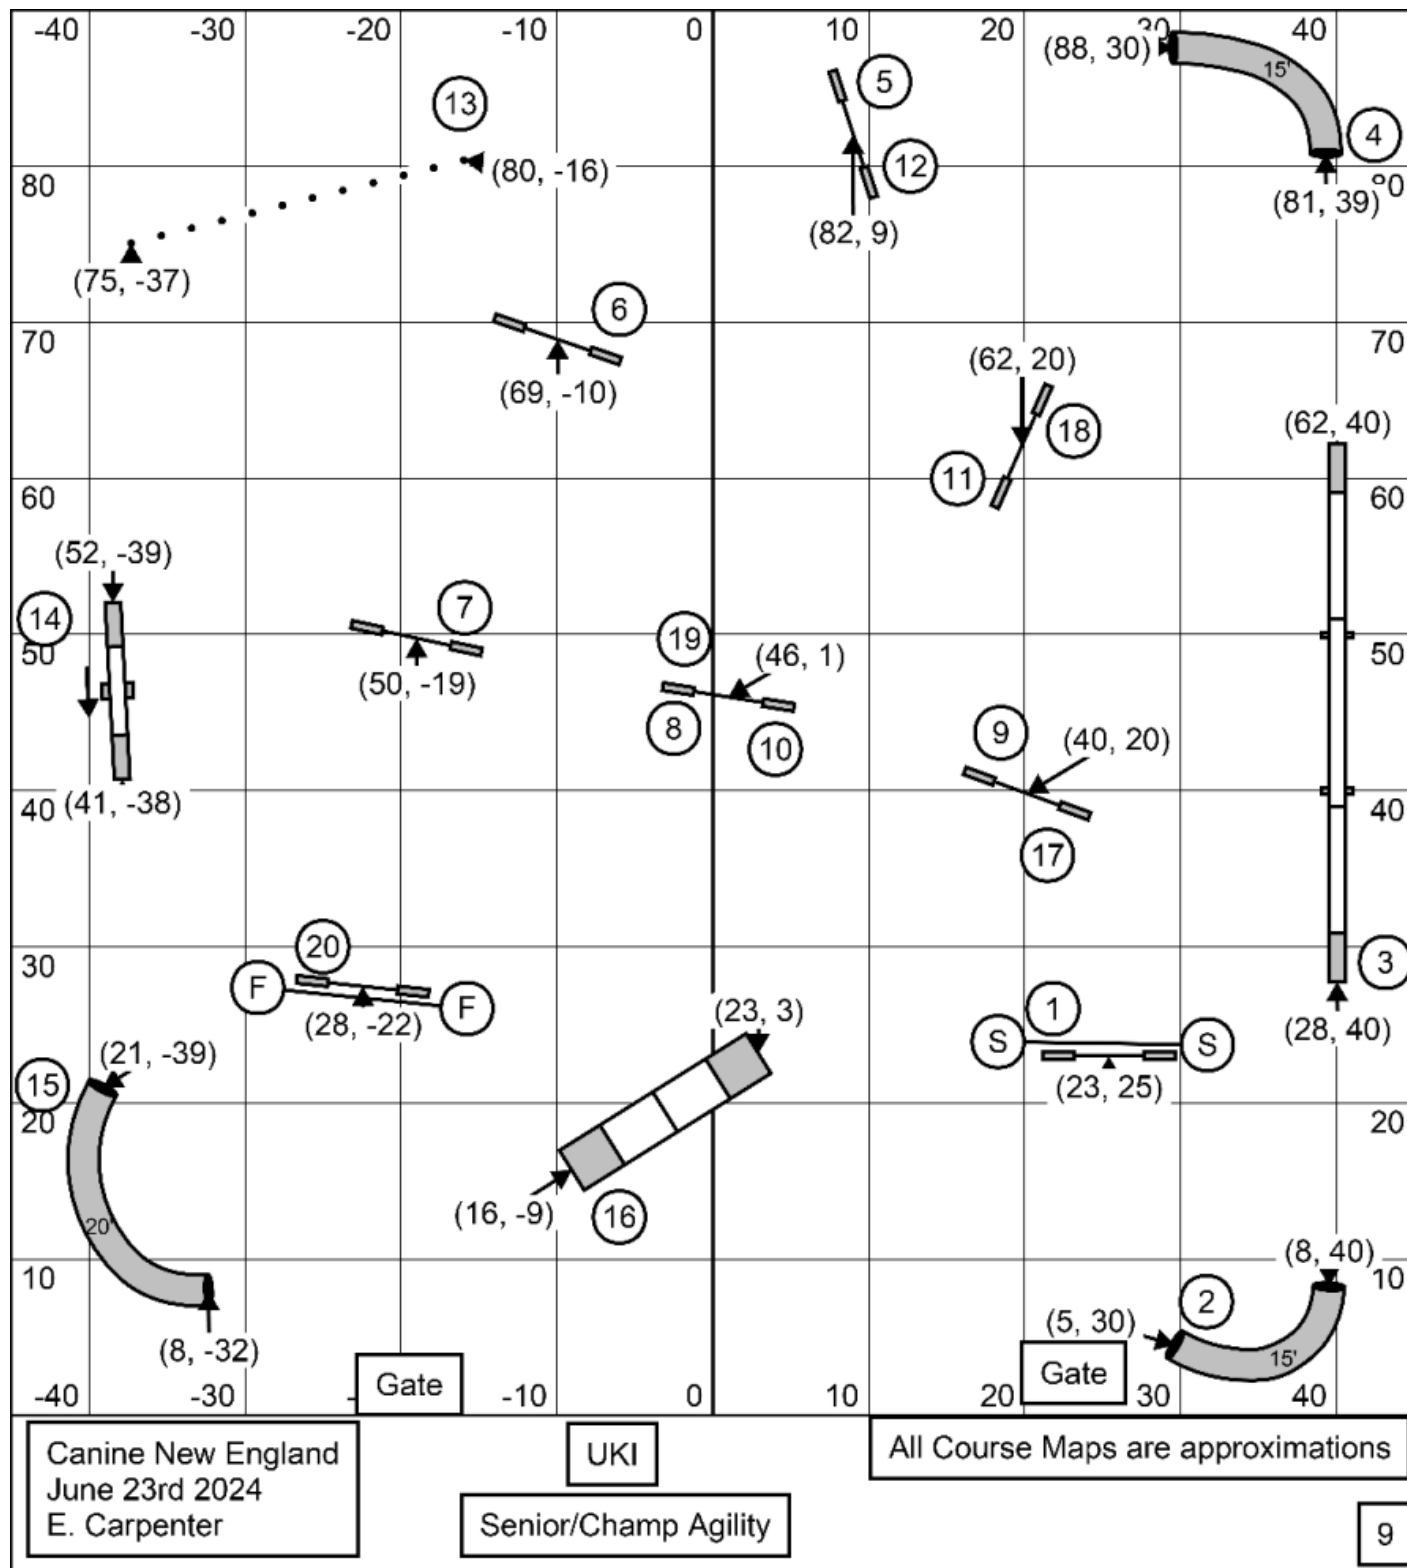 -40 -30 -20 -10 0 10 20 30 40
(88, 30)
15'
5
13
4
12
80 (80, -16) 80
(81, 39)
(82, 9)
(75, -37)
6
70 70
(62, 20)
(69, -10)
(62, 40)
18
11
60 60
(52, -39)
7
14
19
50 50
(46, 1)
(50, -19)
8 10 9
(40, 20)
40 40
(41, -38)
17
20
30 3
F F
(23, 3) 1
(28, -22) S S (28, 40)
(21, -39)
15
(23, 25)
20 20
(16, -9) 16
20'
(8, 40)
10 10
2
(5, 30)
(8, -32) 15'
Gate Gate
-40 -30 -10 0 10 20 30 40
Canine New England
June 23rd 2024
E. Carpenter
UKI
Senior/Champ Agility
All Course Maps are approximations
9